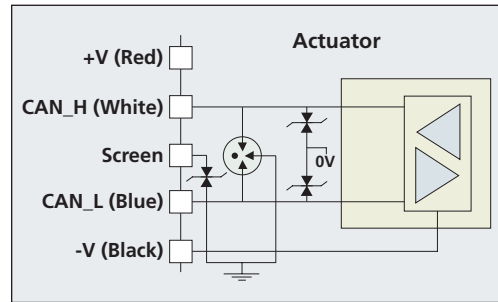 Actuator
+V (Red)
CAN_H (White)
Screen
0V
CAN_L (Blue)
-V (Black)